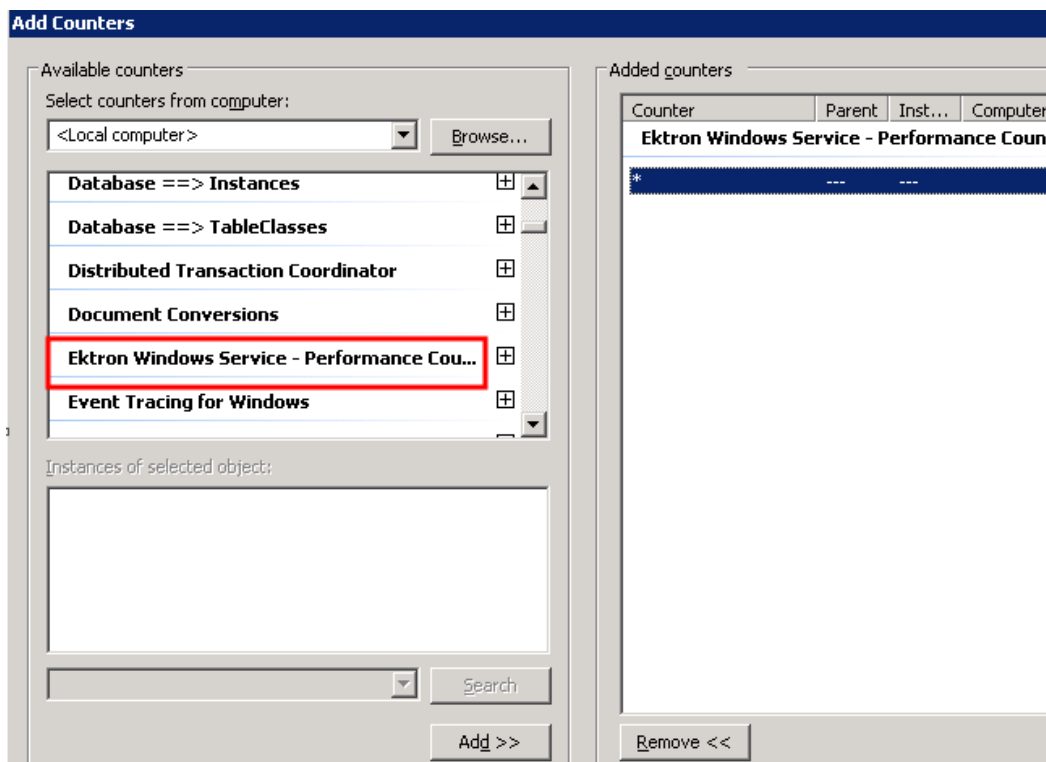 Add Counters
Available counters
Select counters from computer:
<Local computer>
Browse...
Database ==> Instances
Database ==> TableClasses
Distributed Transaction Coordinator
Document Conversions
Ektron Windows Service - Performance Cou...
Event Tracing for Windows
Instances of selected object:
Search
Add >>
Added counters
Counter Parent Inst... Computer
Ektron Windows Service - Performance Coun
* --- ---
Remove <<